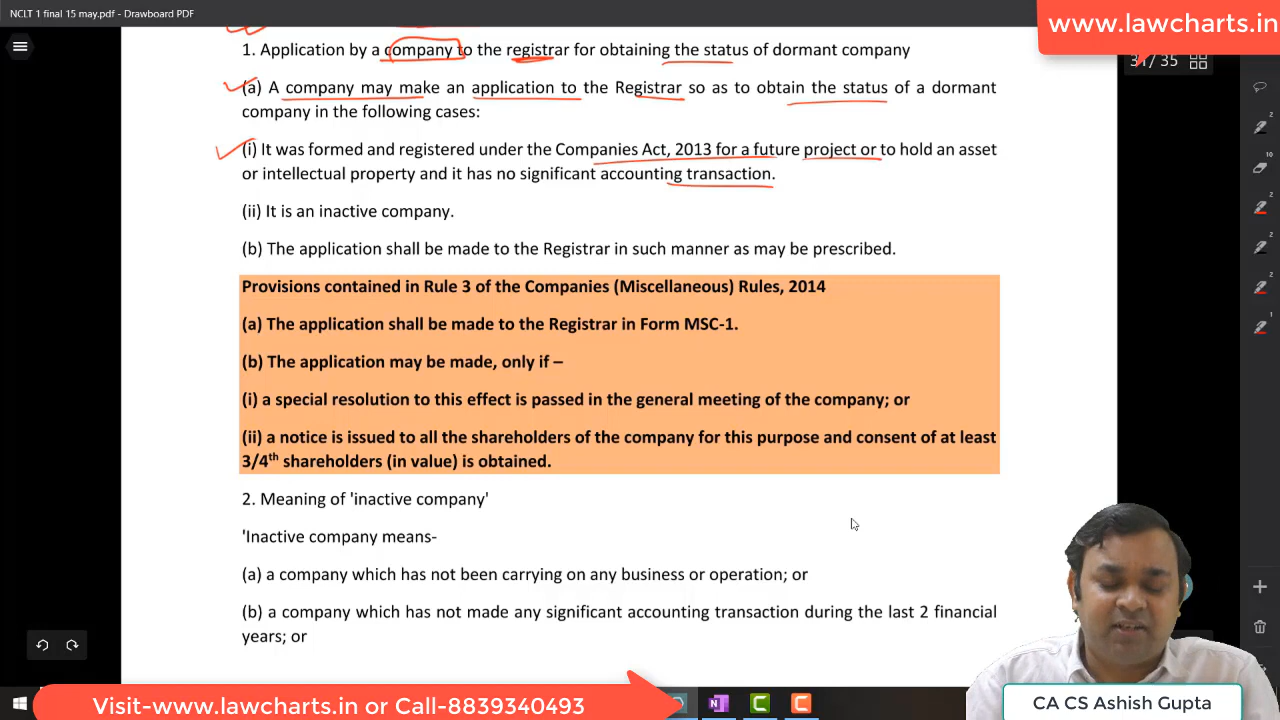 NCLT 1 final 15 may.pdf - Drawboard PDF
www.lawcharts.in
/ 35
1. Application by a company to the registrar for obtaining the status of dormant company
(a) A company may make an application to the Registrar so as to obtain the status of a dormant
company in the following cases:
(i) It was formed and registered under the Companies Act, 2013 for a future project or to hold an asset
or intellectual property and it has no significant accounting transaction.
(ii) It is an inactive company.
(b) The application shall be made to the Registrar in such manner as may be prescribed.
Provisions contained in Rule 3 of the Companies (Miscellaneous) Rules, 2014
(a) The application shall be made to the Registrar in Form MSC-1.
(b) The application may be made, only if –
(i) a special resolution to this effect is passed in the general meeting of the company; or
(ii) a notice is issued to all the shareholders of the company for this purpose and consent of at least
3/4th shareholders (in value) is obtained.
2. Meaning of 'inactive company'
'Inactive company means-
(a) a company which has not been carrying on any business or operation; or
(b) a company which has not made any significant accounting transaction during the last 2 financial
years; or
Visit-www.lawcharts.in or Call-8839340493
CA CS Ashish Gupta